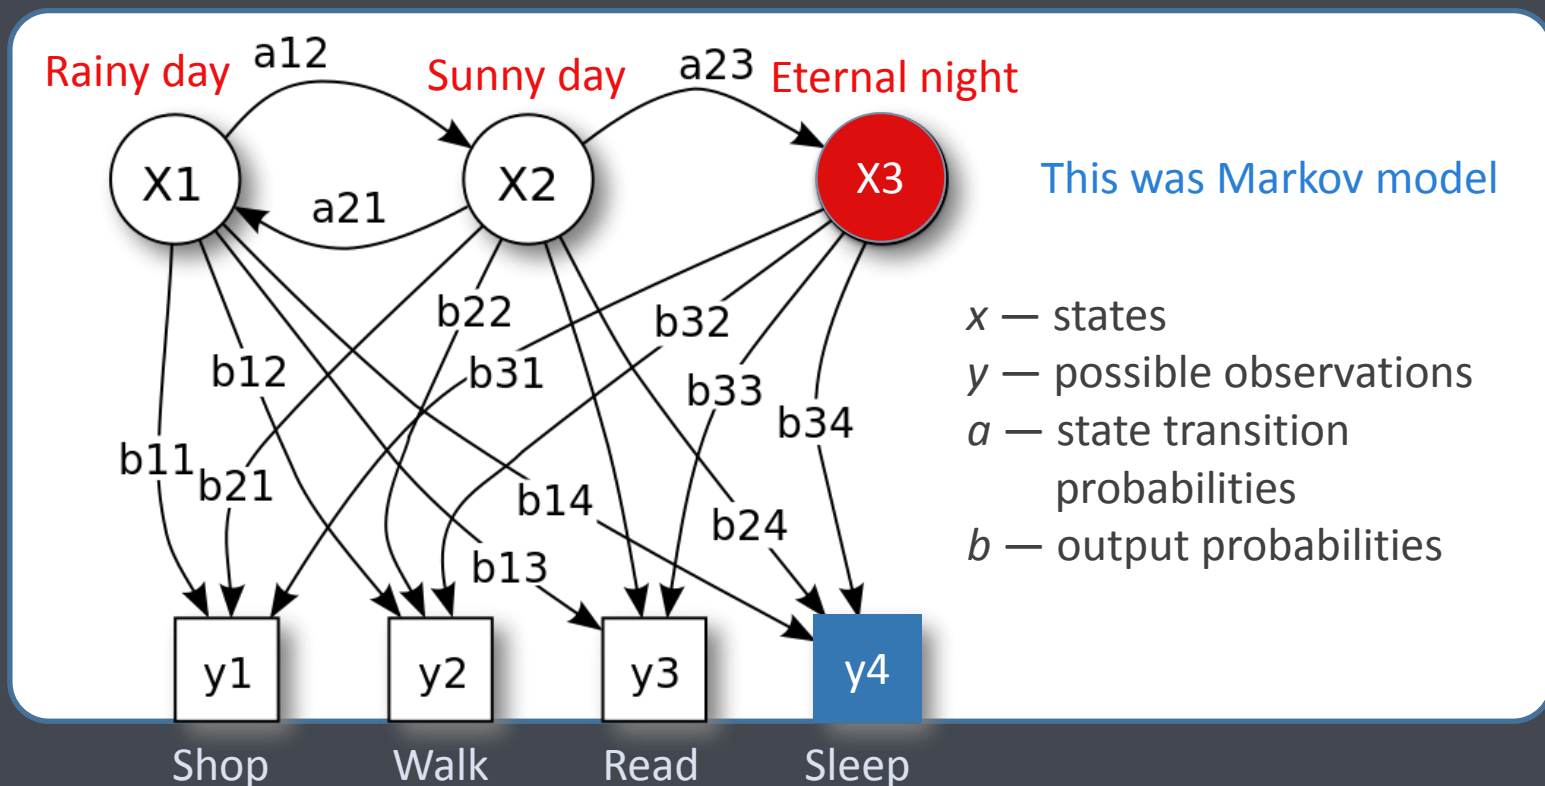 a12
Rainy day
Sunny day
a23
Eternal night
X1
X2
X3
This was Markov model
a21
b22
b32
x — states
b12
b31
y — possible observations
b33
b34
a — state transition
probabilities
b11
b21
b14
b24
b — output probabilities
b13
y1
y2
y3
y4
Shop
Walk
Read
Sleep